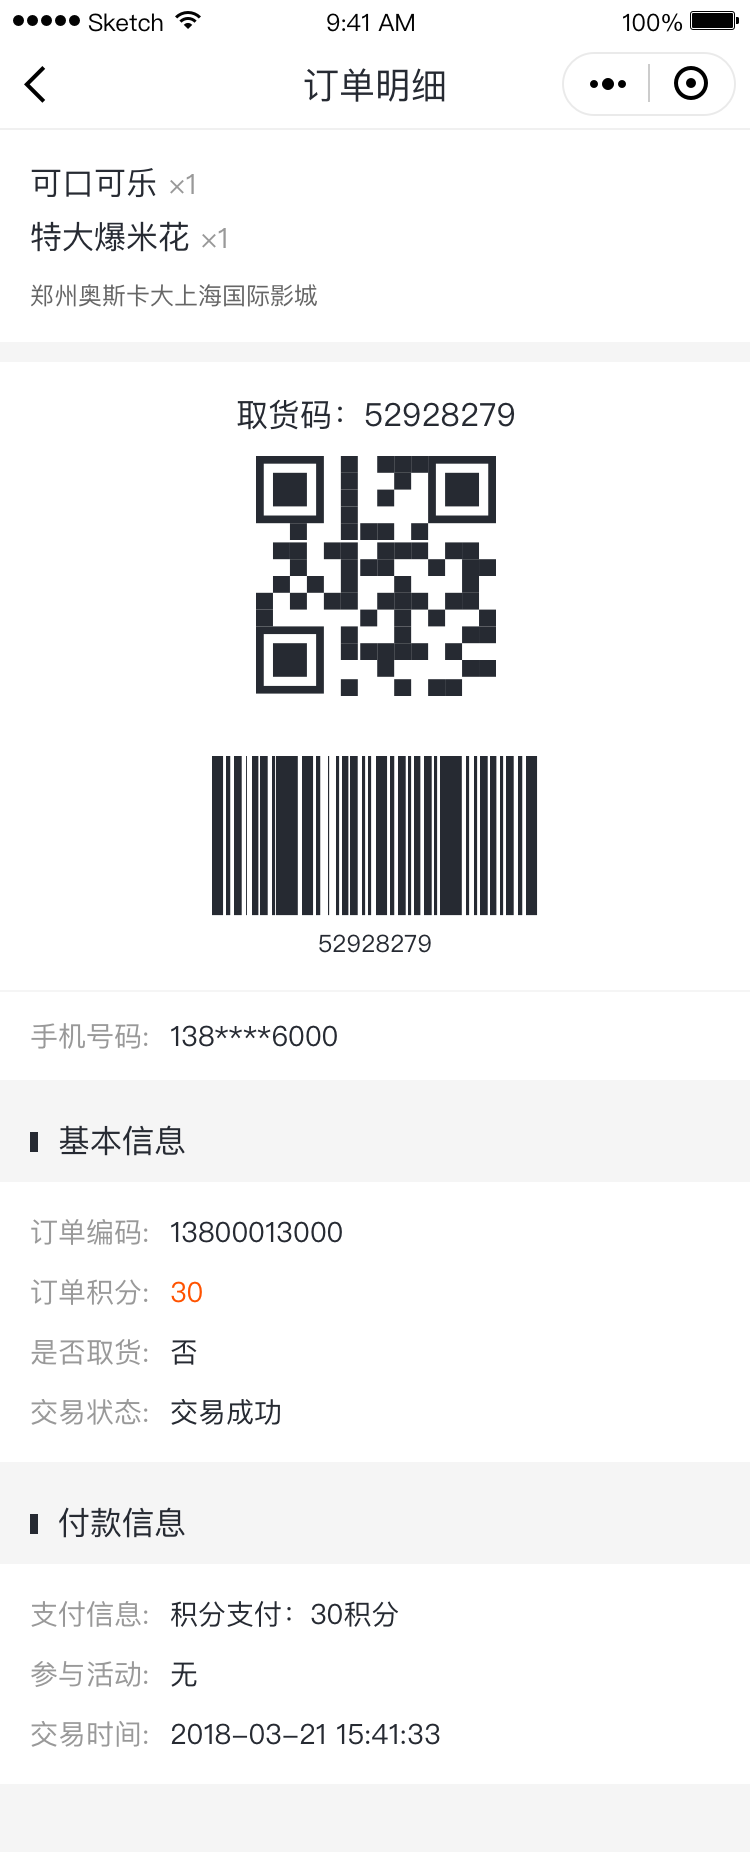 Sketch 9:41 AM 100%
订单明细
可口可乐 ×1
特大爆米花 ×1
郑州奥斯卡大上海国际影城
取货码：52928279
52928279
手机号码: 138****6000
基本信息
订单编码: 13800013000
订单积分: 30
是否取货: 否
交易状态: 交易成功
付款信息
支付信息: 积分支付：30积分
参与活动: 无
交易时间: 2018–03–21 15:41:33